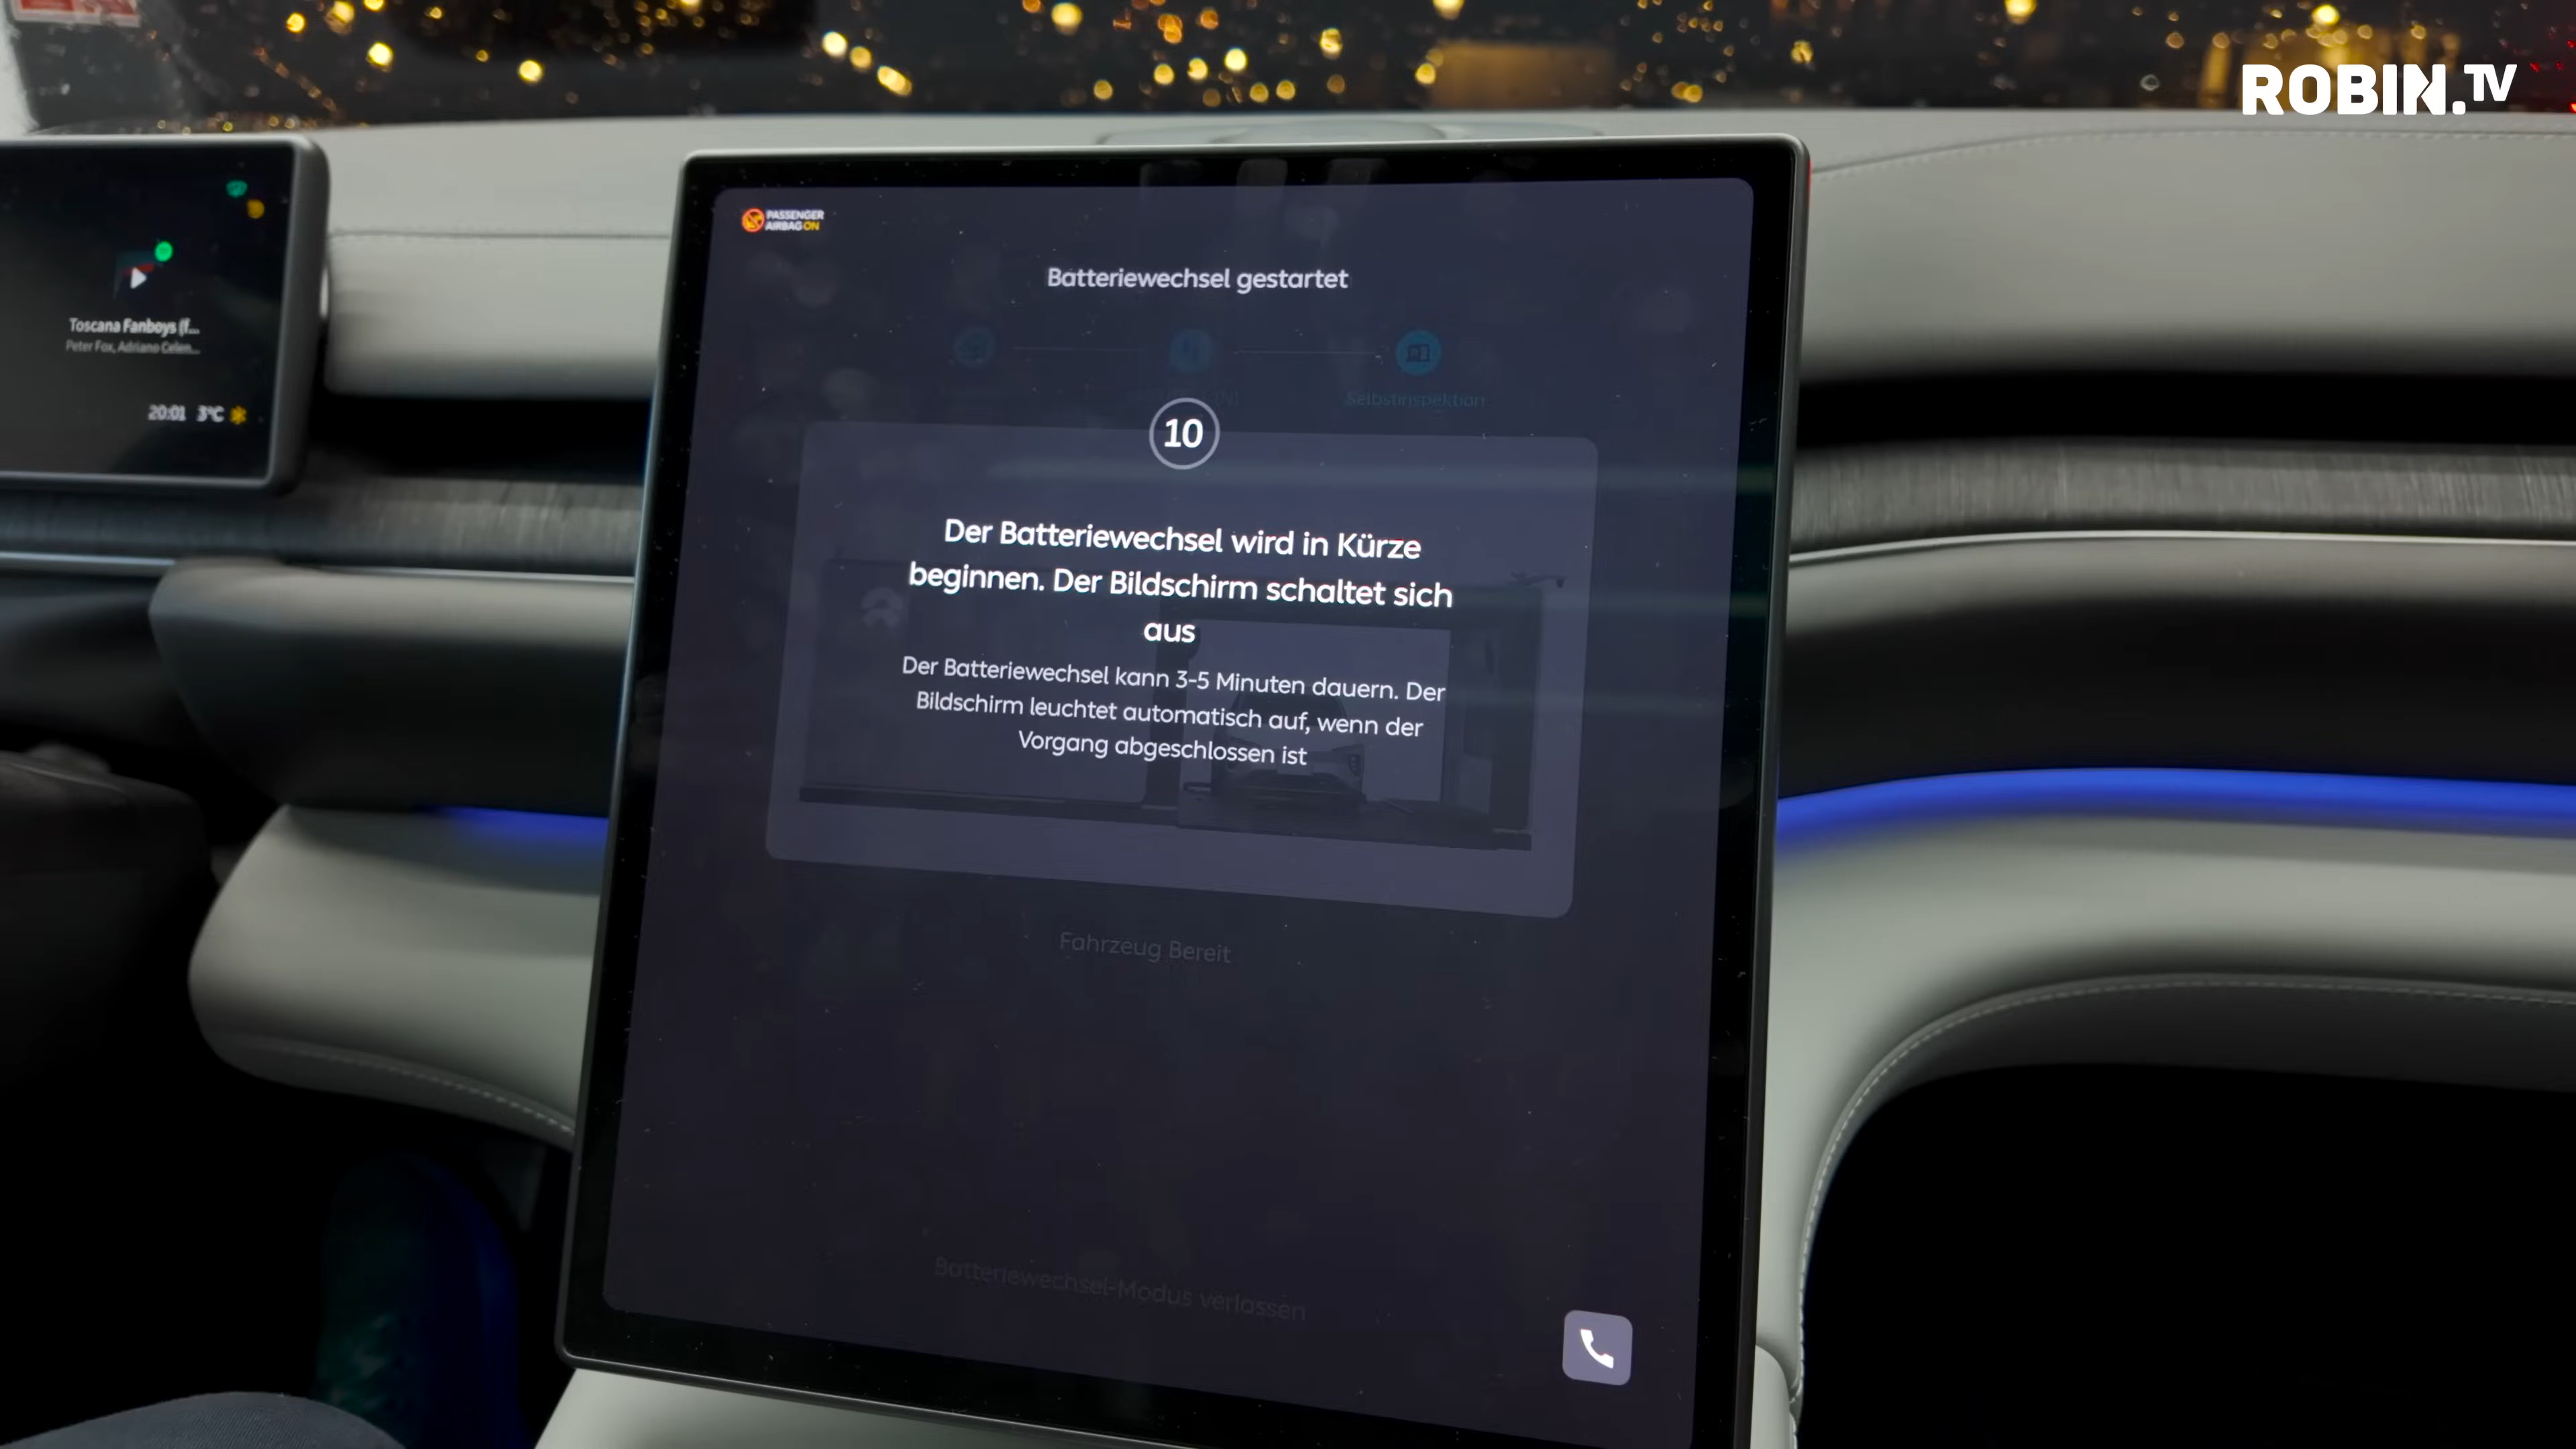 ROBIN.TV
PASSENGER
AIRBAG ON
Batteriewechsel gestartet
Toscana Fanboys (f...
Peter Fox, Adriano Celen...
20:01 3°C
Selbstinspektion
10
Der Batteriewechsel wird in Kürze
beginnen. Der Bildschirm schaltet sich
aus
Der Batteriewechsel kann 3-5 Minuten dauern. Der
Bildschirm leuchtet automatisch auf, wenn der
Vorgang abgeschlossen ist
Fahrzeug Bereit
Batteriewechsel-Modus verlassen